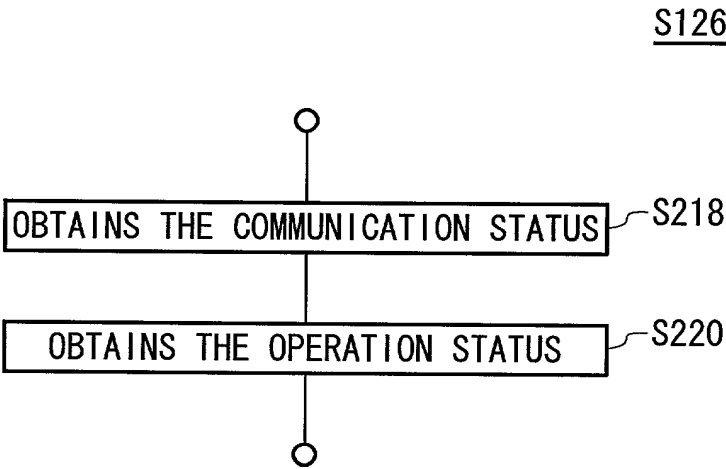 S126
OBTAINS THE COMMUNICATION STATUS
S218
OBTAINS THE OPERATION STATUS
S220